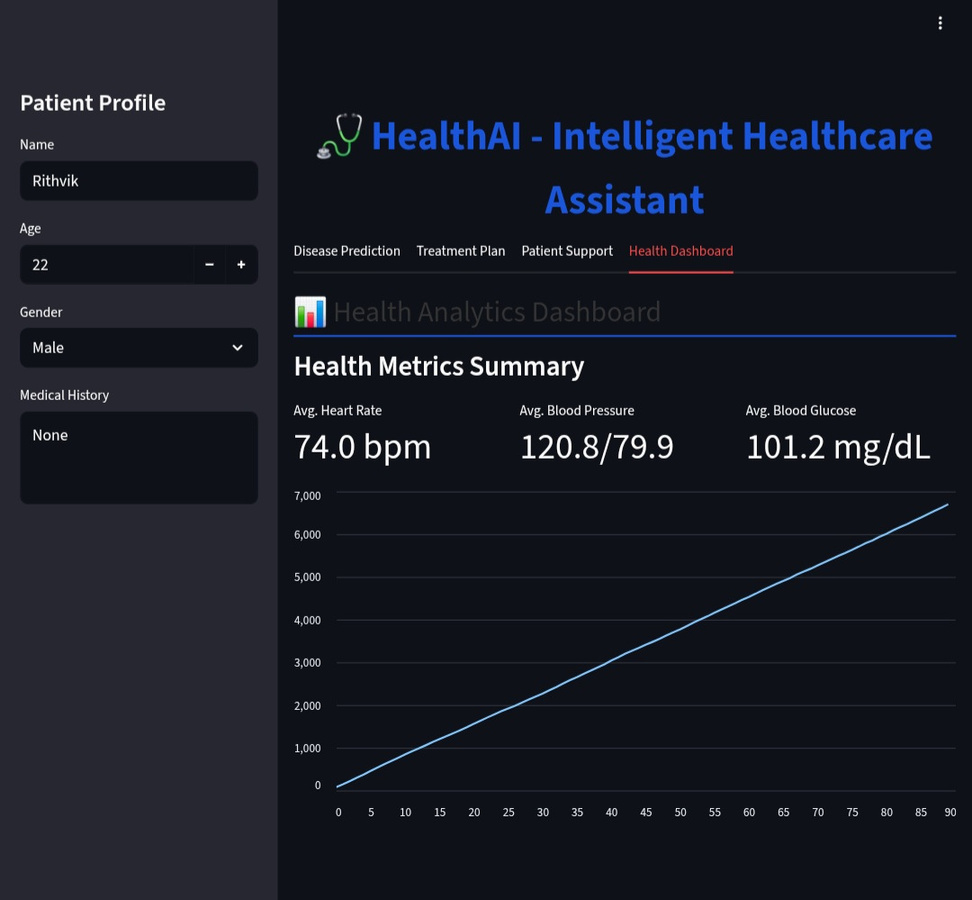 Patient Profile
Name
Rithvik
Age
22
Gender
Male
Medical History
None
HealthAI - Intelligent Healthcare
Assistant
Disease Prediction Treatment Plan Patient Support Health Dashboard
Health Analytics Dashboard
Health Metrics Summary
Avg. Heart Rate Avg. Blood Pressure Avg. Blood Glucose
74.0 bpm 120.8/79.9 101.2 mg/dL
7,000
6,000
5,000
4,000
3,000
2,000
1,000
0
0 5 10 15 20 25 30 35 40 45 50 55 60 65 70 75 80 85 90